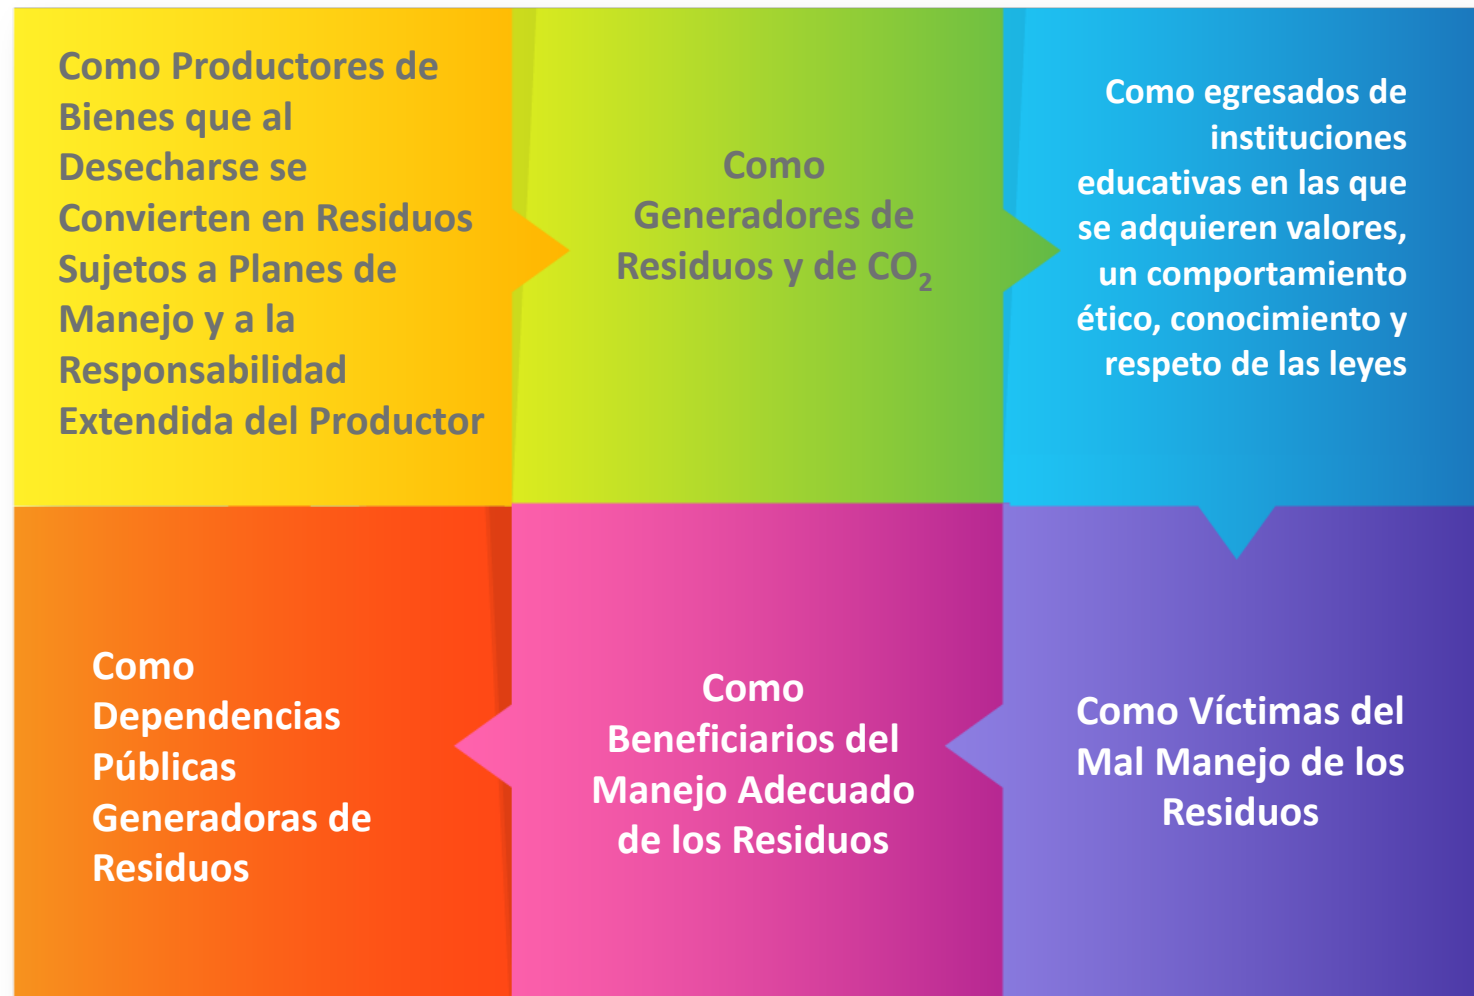 Como Productores de
Bienes que al
Desecharse se
Convierten en Residuos
Sujetos a Planes de
Manejo y a la
Responsabilidad
Extendida del Productor
Como
Generadores de
Residuos y de CO₂
Como egresados de
instituciones
educativas en las que
se adquieren valores,
un comportamiento
ético, conocimiento y
respeto de las leyes
Como Víctimas del
Mal Manejo de los
Residuos
Como
Beneficiarios del
Manejo Adecuado
de los Residuos
Como
Dependencias
Públicas
Generadoras de
Residuos